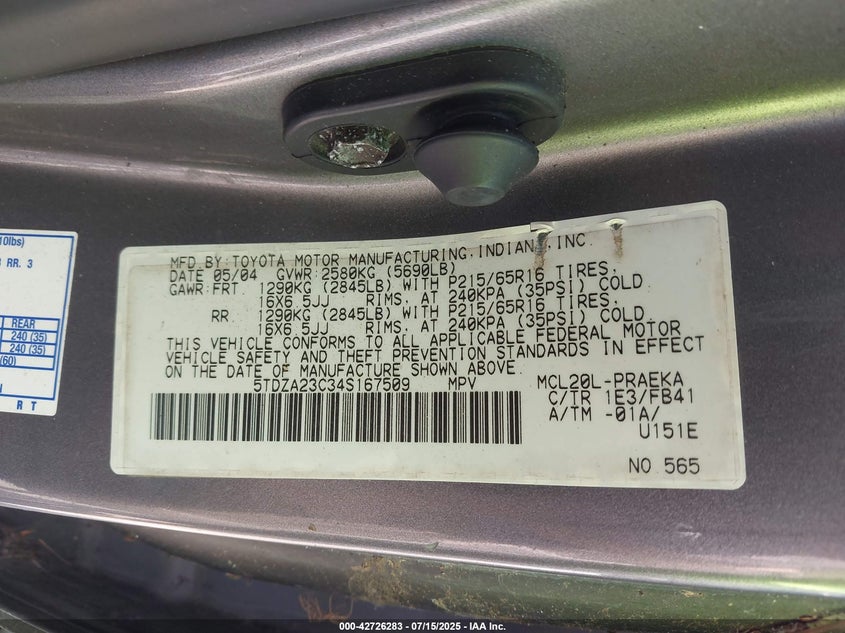 10lbs)
RR. 3
REAR
240 (35)
240 (35)
(60)
R T
MFD BY:TOYOTA MOTOR MANUFACTURING,INDIANA,INC
DATE 05/04 GVWR:2580KG (5690LB)
GAWR:FRT 1290KG (2845LB) WITH P215/65R16 TIRES,
16X6.5JJ RIMS, AT 240KPA (35PSI) COLD
RR 1290KG (2845LB) WITH P215/65R16 TIRES,
16X6.5JJ RIMS, AT 240KPA (35PSI) COLD.
THIS VEHICLE CONFORMS TO ALL APPLICABLE FEDERAL MOTOR
VEHICLE SAFETY AND THEFT PREVENTION STANDARDS IN EFFECT
ON THE DATE OF MANUFACTURE SHOWN ABOVE.
5TDZA23C34S167509 MPV MCL20L-PRAEKA
C/TR 1E3/FB41
A/TM -01A/
U151E
NO 565
000-42726283 - 07/15/2025 - IAA Inc.